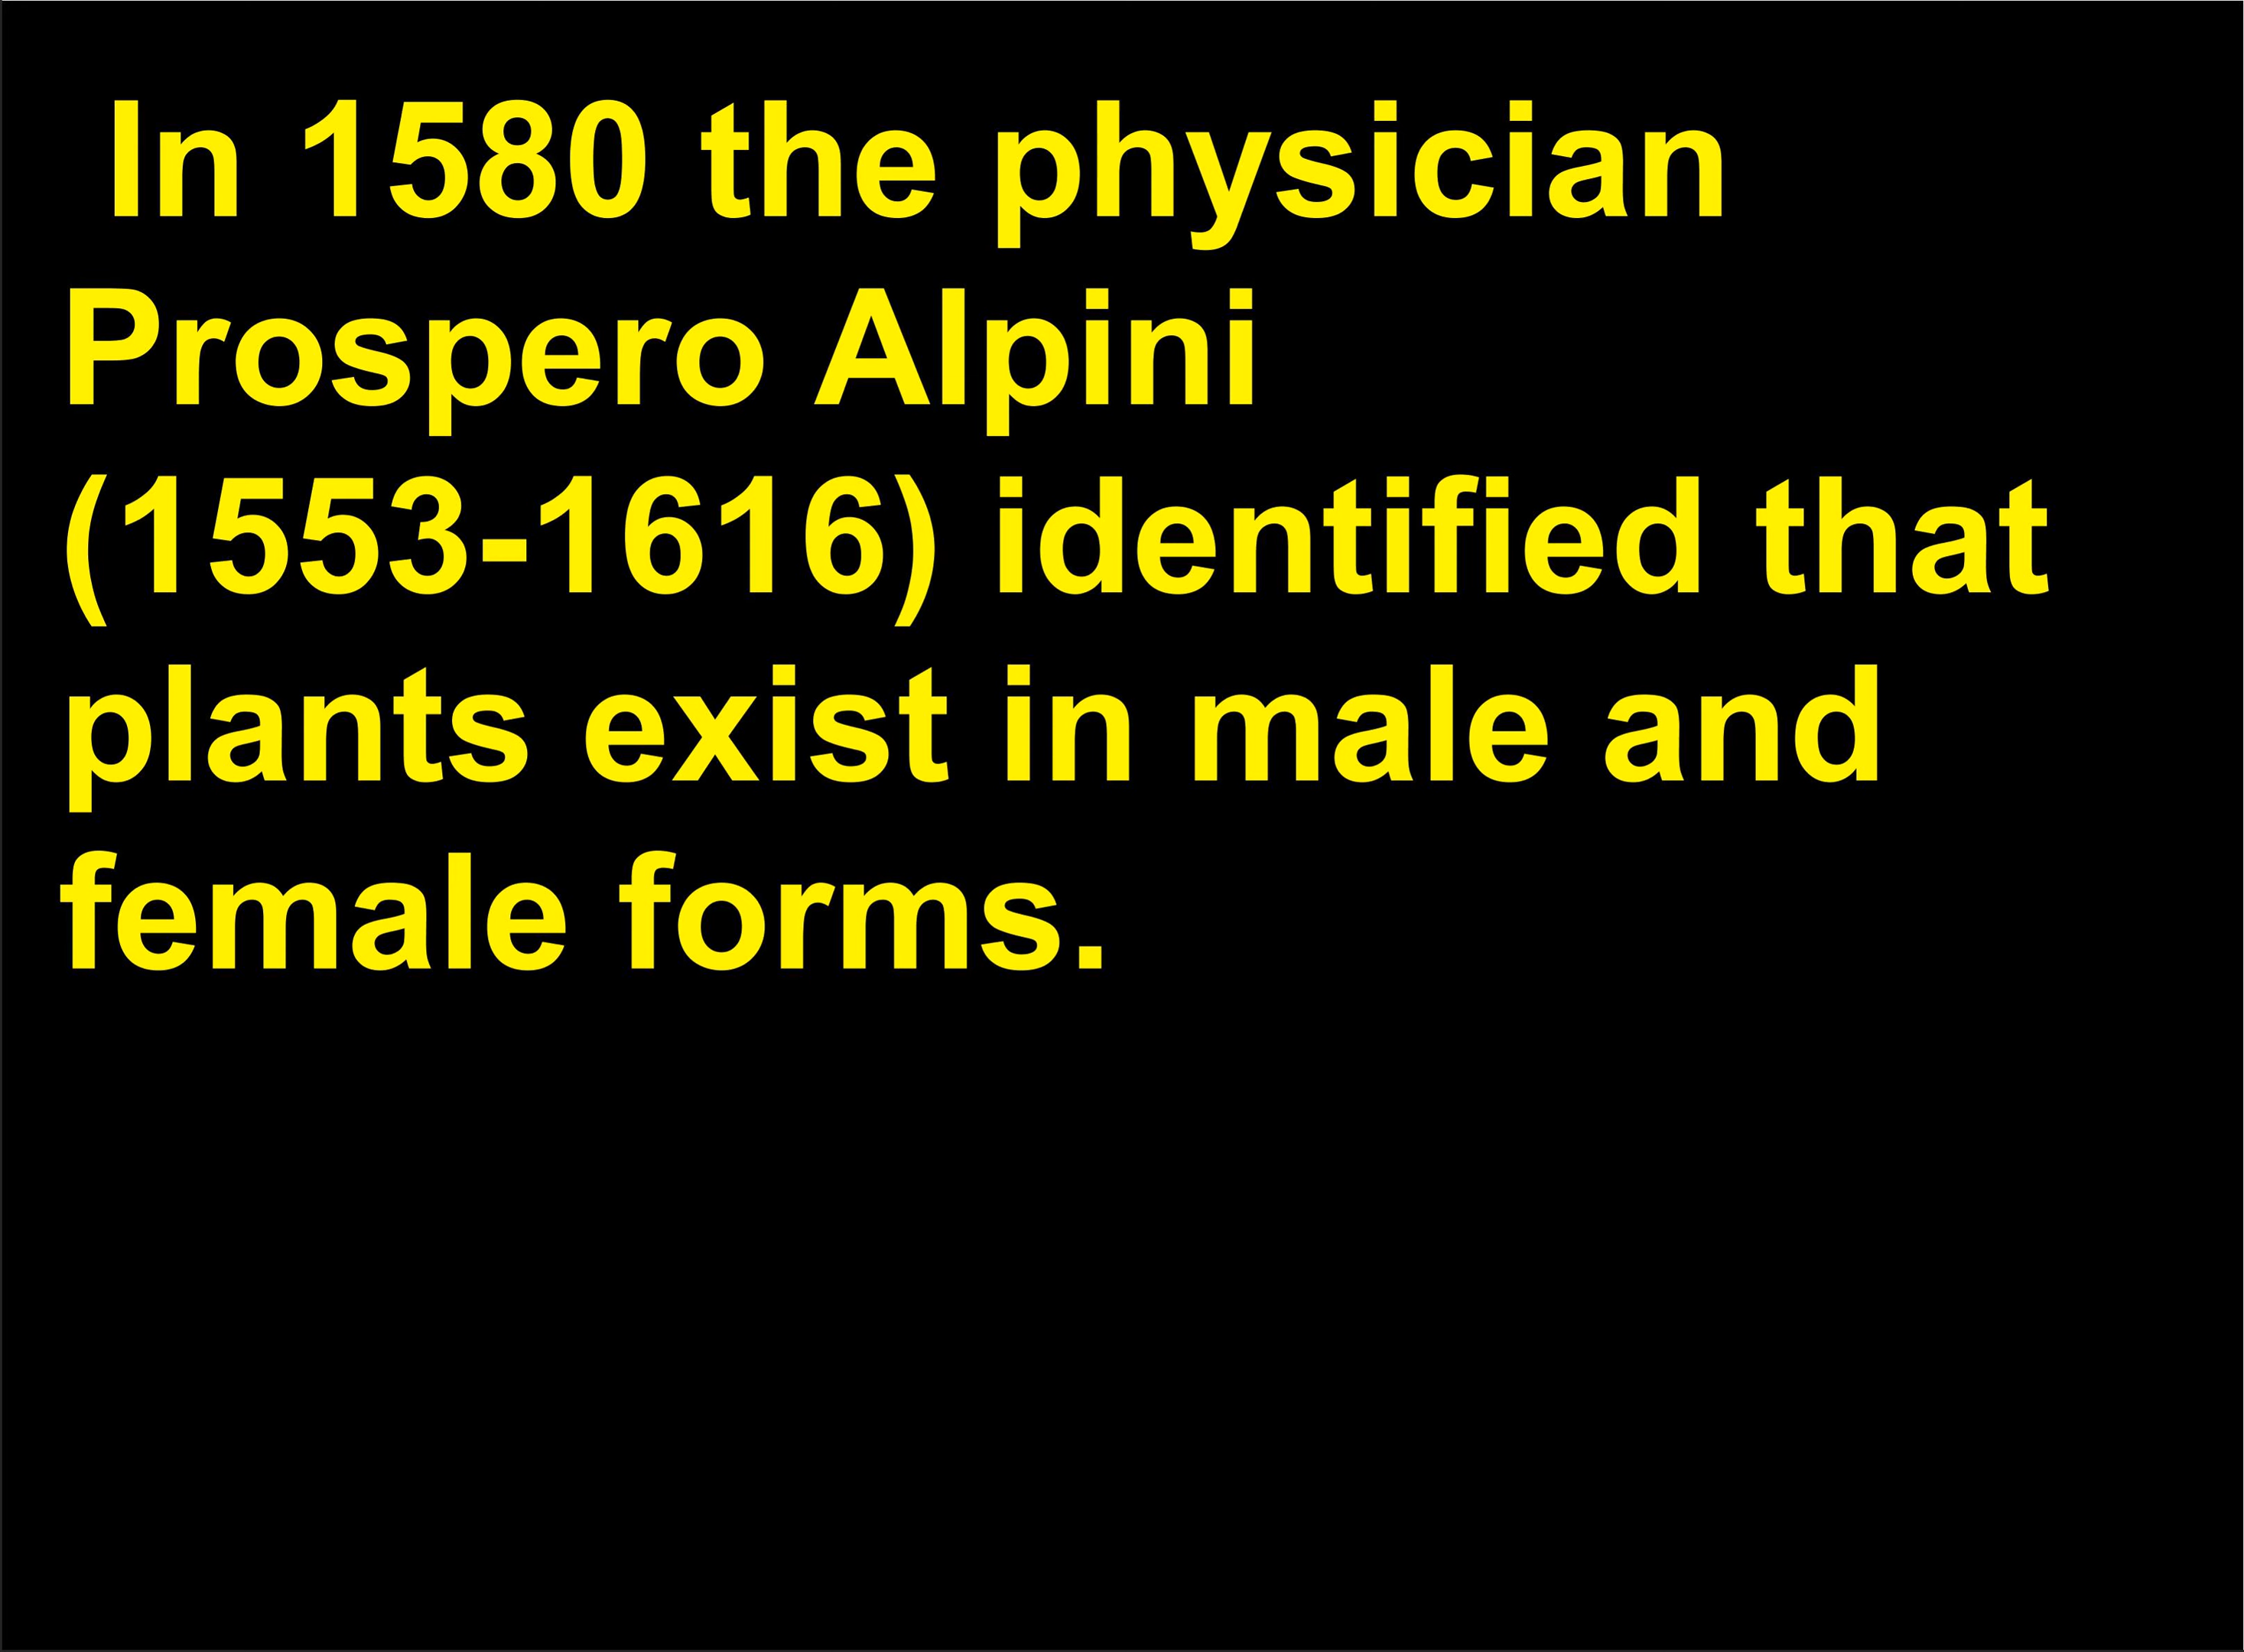 In 1580 the physician
Prospero Alpini
(1553-1616) identified that
plants exist in male and
female forms.